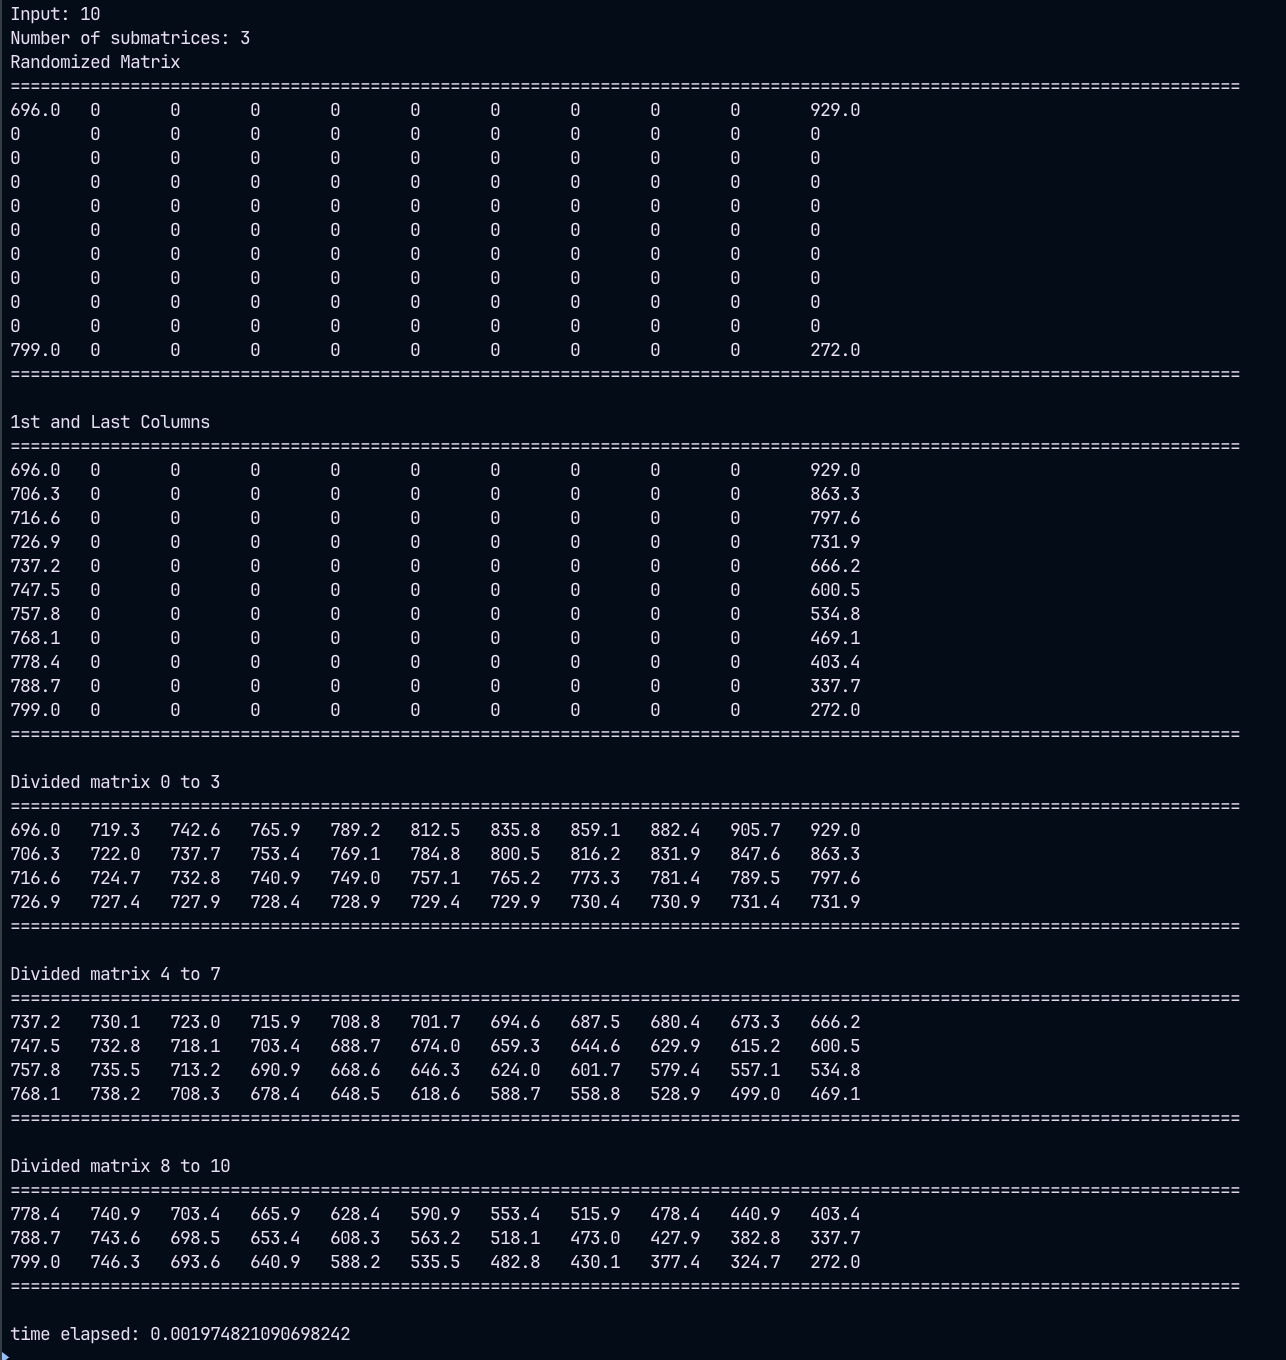 Input: 10
Number of submatrices: 3
Randomized Matrix
===========================================================================================================================
696.0   0       0       0       0       0       0       0       0       0       929.0
0       0       0       0       0       0       0       0       0       0       0
0       0       0       0       0       0       0       0       0       0       0
0       0       0       0       0       0       0       0       0       0       0
0       0       0       0       0       0       0       0       0       0       0
0       0       0       0       0       0       0       0       0       0       0
0       0       0       0       0       0       0       0       0       0       0
0       0       0       0       0       0       0       0       0       0       0
0       0       0       0       0       0       0       0       0       0       0
0       0       0       0       0       0       0       0       0       0       0
799.0   0       0       0       0       0       0       0       0       0       272.0
===========================================================================================================================

1st and Last Columns
===========================================================================================================================
696.0   0       0       0       0       0       0       0       0       0       929.0
706.3   0       0       0       0       0       0       0       0       0       863.3
716.6   0       0       0       0       0       0       0       0       0       797.6
726.9   0       0       0       0       0       0       0       0       0       731.9
737.2   0       0       0       0       0       0       0       0       0       666.2
747.5   0       0       0       0       0       0       0       0       0       600.5
757.8   0       0       0       0       0       0       0       0       0       534.8
768.1   0       0       0       0       0       0       0       0       0       469.1
778.4   0       0       0       0       0       0       0       0       0       403.4
788.7   0       0       0       0       0       0       0       0       0       337.7
799.0   0       0       0       0       0       0       0       0       0       272.0
===========================================================================================================================

Divided matrix 0 to 3
===========================================================================================================================
696.0   719.3   742.6   765.9   789.2   812.5   835.8   859.1   882.4   905.7   929.0
706.3   722.0   737.7   753.4   769.1   784.8   800.5   816.2   831.9   847.6   863.3
716.6   724.7   732.8   740.9   749.0   757.1   765.2   773.3   781.4   789.5   797.6
726.9   727.4   727.9   728.4   728.9   729.4   729.9   730.4   730.9   731.4   731.9
===========================================================================================================================

Divided matrix 4 to 7
===========================================================================================================================
737.2   730.1   723.0   715.9   708.8   701.7   694.6   687.5   680.4   673.3   666.2
747.5   732.8   718.1   703.4   688.7   674.0   659.3   644.6   629.9   615.2   600.5
757.8   735.5   713.2   690.9   668.6   646.3   624.0   601.7   579.4   557.1   534.8
768.1   738.2   708.3   678.4   648.5   618.6   588.7   558.8   528.9   499.0   469.1
===========================================================================================================================

Divided matrix 8 to 10
===========================================================================================================================
778.4   740.9   703.4   665.9   628.4   590.9   553.4   515.9   478.4   440.9   403.4
788.7   743.6   698.5   653.4   608.3   563.2   518.1   473.0   427.9   382.8   337.7
799.0   746.3   693.6   640.9   588.2   535.5   482.8   430.1   377.4   324.7   272.0
===========================================================================================================================

time elapsed: 0.001974821090698242